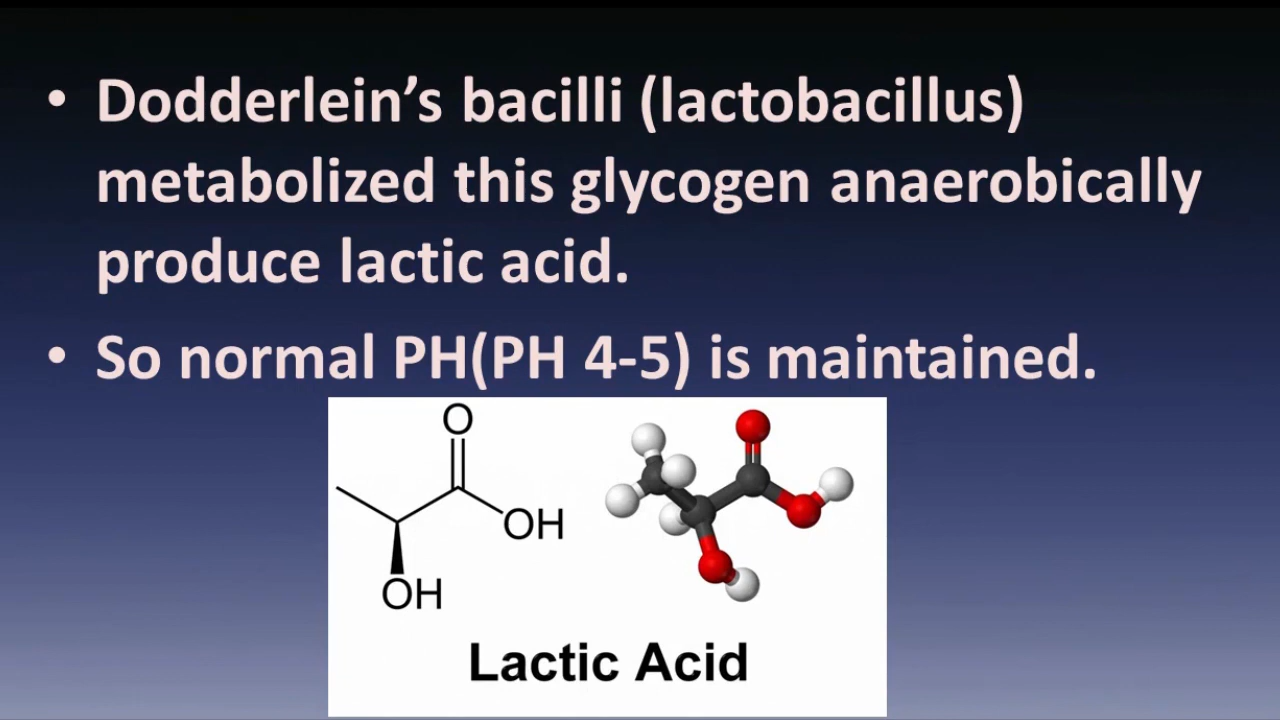 • Dodderlein’s bacilli (lactobacillus)
metabolized this glycogen anaerobically
produce lactic acid.
• So normal PH(PH 4-5) is maintained.
O
OH
OH
Lactic Acid